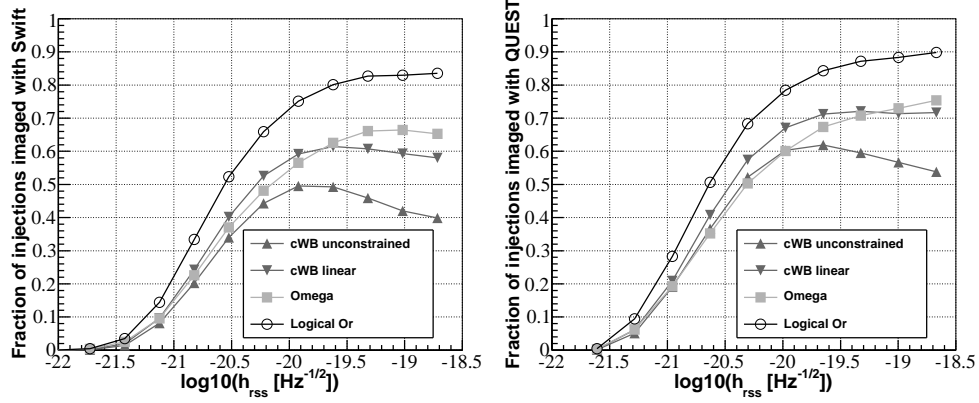 Fraction of injections imaged with Swift
1
0.9
0.8
0.7
0.6
0.5
0.4
0.3
0.2
0.1
0
-22 -21.5 -21 -20.5 -20 -19.5 -19 -18.5
log10(h_rss [Hz^-1/2])
cWB unconstrained
cWB linear
Omega
Logical Or
Fraction of injections imaged with QUEST
1
0.9
0.8
0.7
0.6
0.5
0.4
0.3
0.2
0.1
0
-22 -21.5 -21 -20.5 -20 -19.5 -19 -18.5
log10(h_rss [Hz^-1/2])
cWB unconstrained
cWB linear
Omega
Logical Or